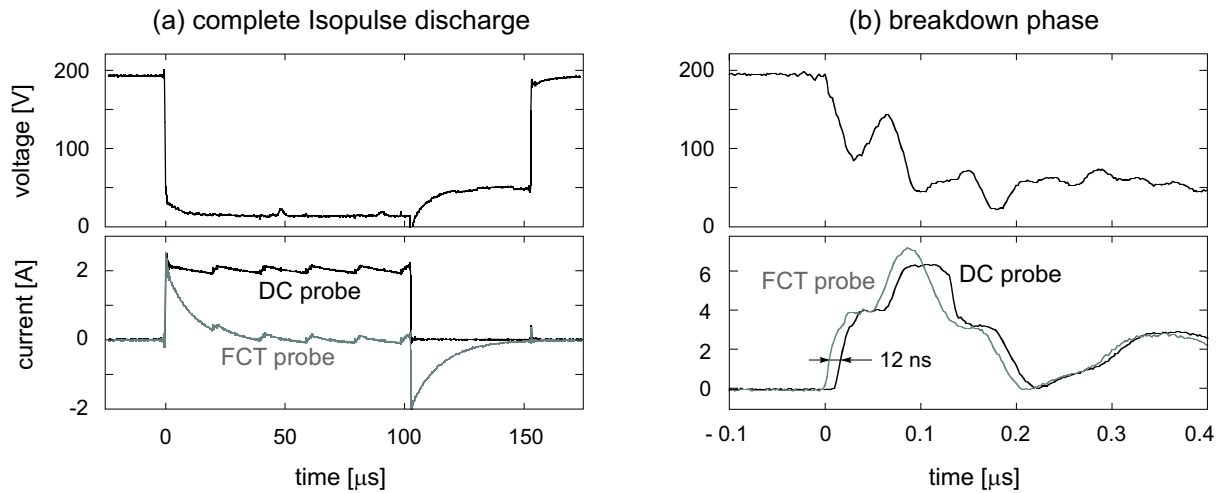 (a) complete Isopulse discharge
(b) breakdown phase
voltage [V]
200
100
0
200
100
0
current [A]
2
0
-2
DC probe
FCT probe
6
4
2
0
FCT probe
DC probe
12 ns
0
50
100
150
time [μs]
- 0.1
0
0.1
0.2
0.3
0.4
time [μs]